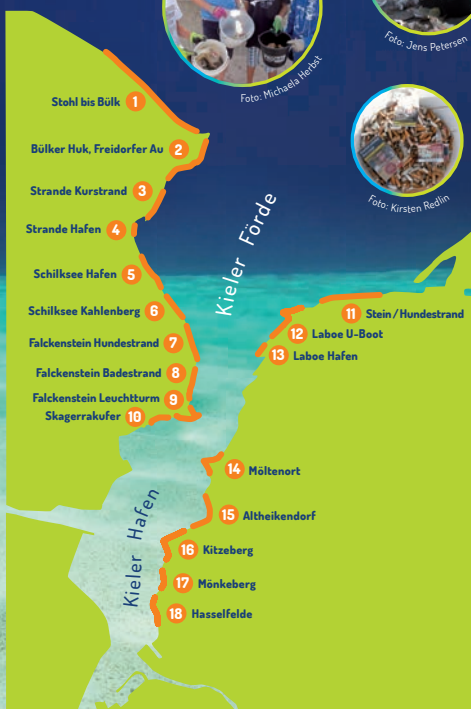 Foto: Michaela Herbst
Foto: Jens Petersen
Foto: Kirsten Redlin
Stohl bis Bülk 1
Bülker Huk, Freidorfer Au 2
Strande Kurstrand 3
Strande Hafen 4
Schilksee Hafen 5
Schilksee Kahlenberg 6
Falckenstein Hundestrand 7
Falckenstein Badestrand 8
Falckenstein Leuchtturm 9
Skagerrakufer 10
Kieler Förde
11 Stein / Hundestrand
12 Laboe U-Boot
13 Laboe Hafen
14 Möltenort
15 Altheikendorf
16 Kitzeberg
17 Mönkeberg
18 Hasselfelde
Kieler Hafen